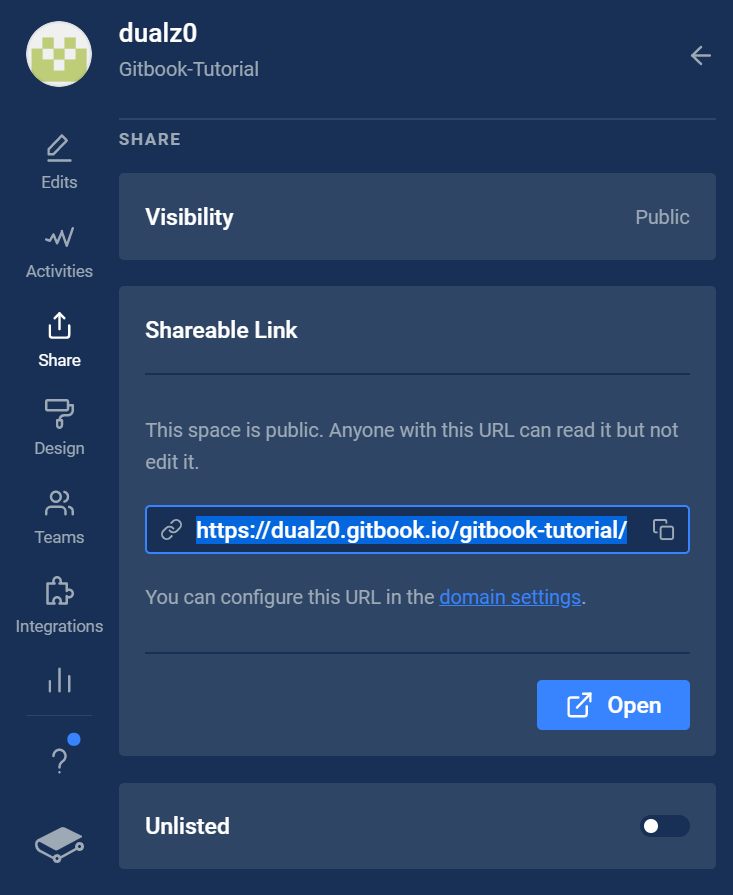 dualz0
Gitbook-Tutorial
SHARE
Edits
Activities
Share
Design
Teams
Integrations
Visibility
Public
Shareable Link
This space is public. Anyone with this URL can read it but not
edit it.
https://dualz0.gitbook.io/gitbook-tutorial/
You can configure this URL in the domain settings.
Open
Unlisted